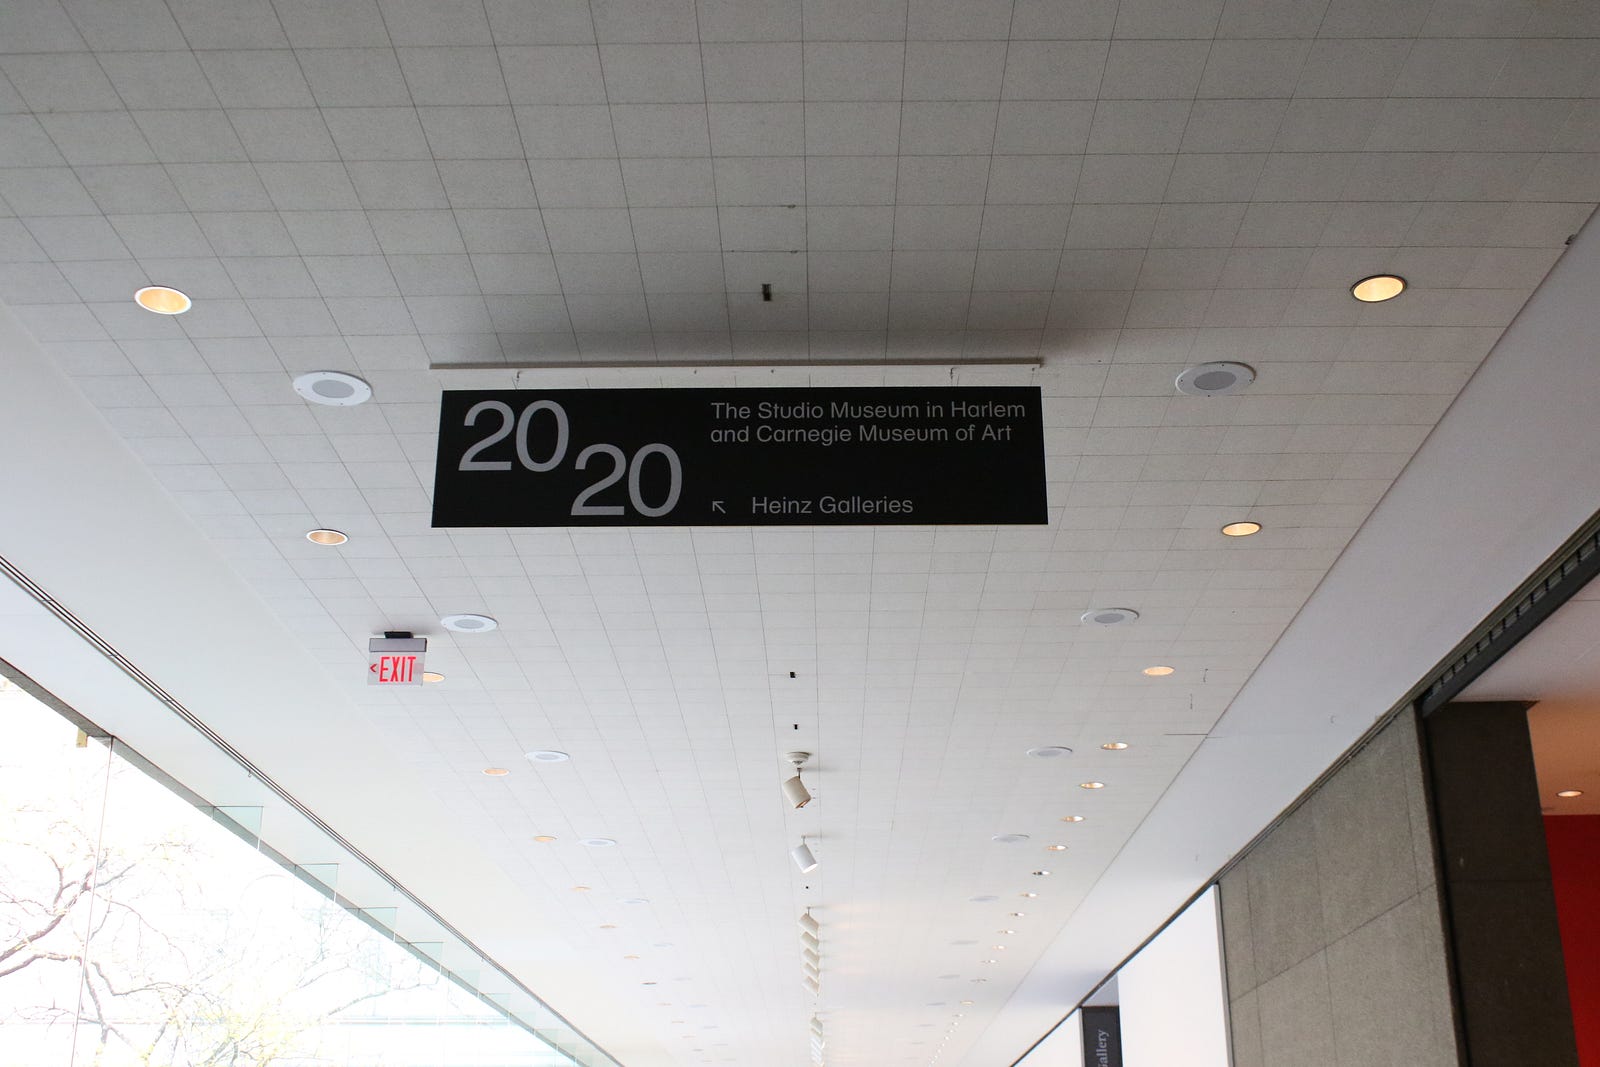 20
20
The Studio Museum in Harlem
and Carnegie Museum of Art
↖ Heinz Galleries
<EXIT